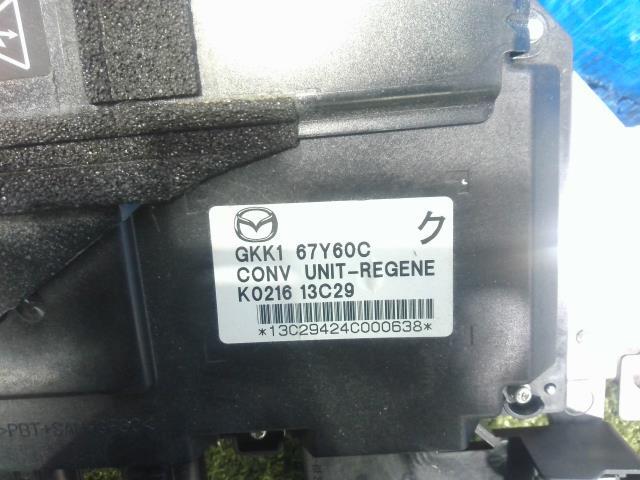 ク
GKK1 67Y60C
CONV UNIT-REGENE
K0216 13C29
*13C29424C000638*